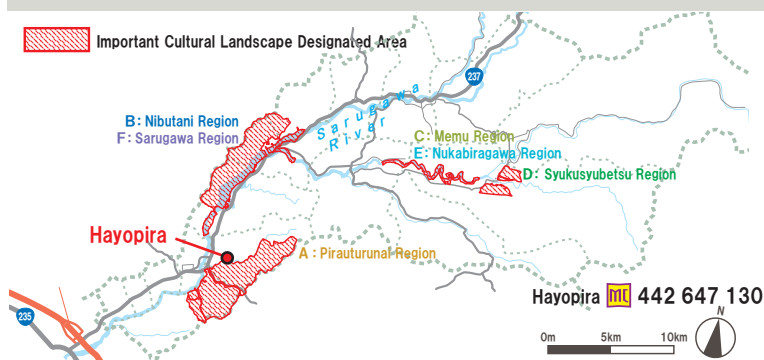 Important Cultural Landscape Designated Area
237
B: Nibutani Region
F: Sarugawa Region
Sarugawa
River
C: Memu Region
E: Nukabiragawa Region
D: Syukusyubetsu Region
Hayopira
A: Pirauturunai Region
Hayopira MC 442 647 130
235
N
0m 5km 10km